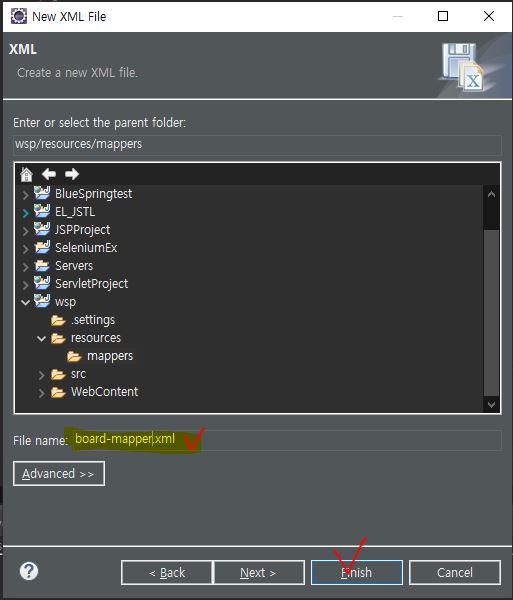 New XML File
XML
Create a new XML file.
Enter or select the parent folder:
wsp/resources/mappers
BlueSpringtest
EL_JSTL
JSPProject
SeleniumEx
Servers
ServletProject
wsp
.settings
resources
mappers
src
WebContent
File name: board-mapper.xml
Advanced >>
< Back Next > Finish Cancel